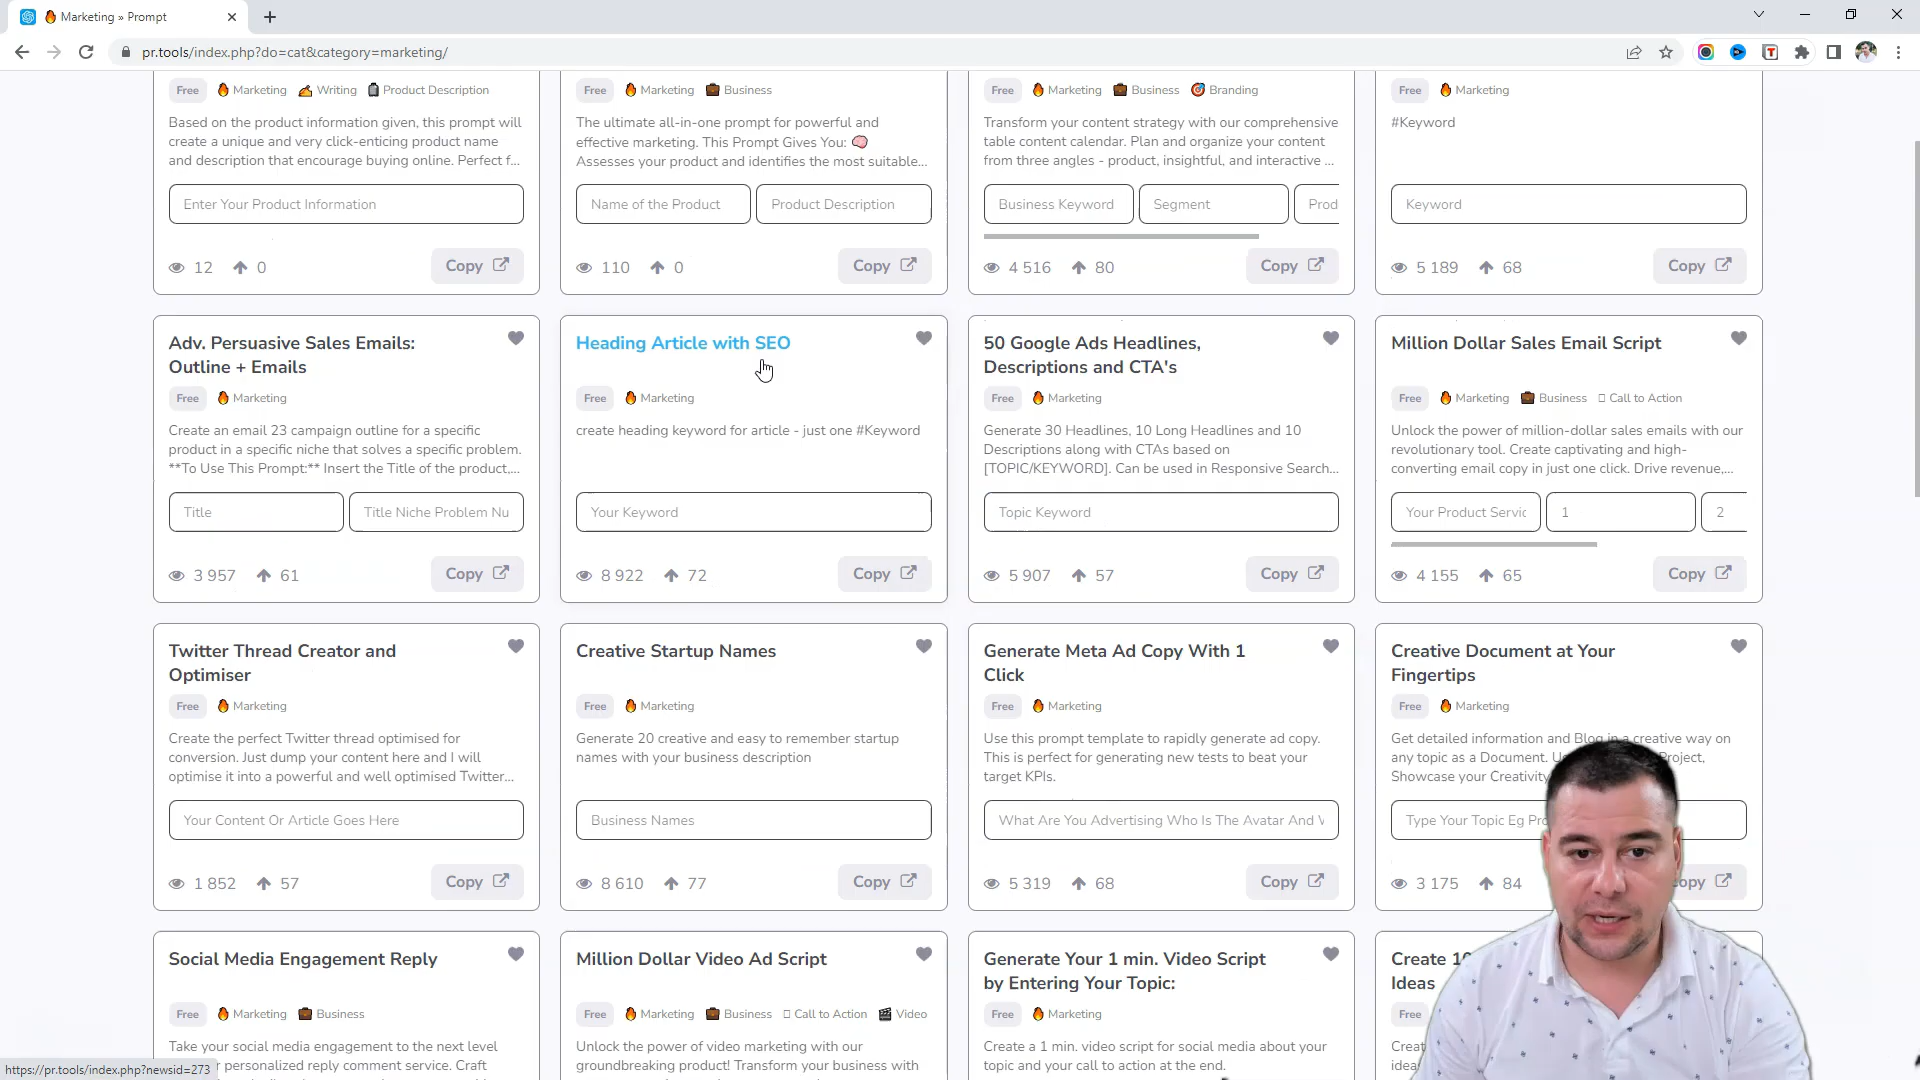 Marketing » Prompt
pr.tools/index.php?do=cat&category=marketing/
Free Marketing Writing Product Description
Based on the product information given, this prompt will
create a unique and very click-enticing product name
and description that encourage buying online. Perfect f...
Enter Your Product Information
12 0 Copy
Free Marketing Business
The ultimate all-in-one prompt for powerful and
effective marketing. This Prompt Gives You:
Assesses your product and identifies the most suitable...
Name of the Product Product Description
110 0 Copy
Free Marketing Business Branding
Transform your content strategy with our comprehensive
table content calendar. Plan and organize your content
from three angles - product, insightful, and interactive ...
Business Keyword Segment Prod
4 516 80 Copy
Free Marketing
#Keyword
Keyword
5 189 68 Copy
Adv. Persuasive Sales Emails:
Outline + Emails
Free Marketing
Create an email 23 campaign outline for a specific
product in a specific niche that solves a specific problem.
**To Use This Prompt:** Insert the Title of the product,...
Title Title Niche Problem Nu
3 957 61 Copy
Heading Article with SEO
Free Marketing
create heading keyword for article - just one #Keyword
Your Keyword
8 922 72 Copy
50 Google Ads Headlines,
Descriptions and CTA's
Free Marketing
Generate 30 Headlines, 10 Long Headlines and 10
Descriptions along with CTAs based on
[TOPIC/KEYWORD]. Can be used in Responsive Search...
Topic Keyword
5 907 57 Copy
Million Dollar Sales Email Script
Free Marketing Business Call to Action
Unlock the power of million-dollar sales emails with our
revolutionary tool. Create captivating and high-
converting email copy in just one click. Drive revenue,...
Your Product Servic 1 2
4 155 65 Copy
Twitter Thread Creator and
Optimiser
Free Marketing
Create the perfect Twitter thread optimised for
conversion. Just dump your content here and I will
optimise it into a powerful and well optimised Twitter...
Your Content Or Article Goes Here
1 852 57 Copy
Creative Startup Names
Free Marketing
Generate 20 creative and easy to remember startup
names with your business description
Business Names
8 610 77 Copy
Generate Meta Ad Copy With 1
Click
Free Marketing
Use this prompt template to rapidly generate ad copy.
This is perfect for generating new tests to beat your
target KPIs.
What Are You Advertising Who Is The Avatar And W
5 319 68 Copy
Creative Document at Your
Fingertips
Free Marketing
Get detailed information and Blog in a creative way on
any topic as a Document. Project,
Showcase your Creativity
Type Your Topic Eg
3 175 84 Copy
Social Media Engagement Reply
Free Marketing Business
Take your social media engagement to the next level
r personalized reply comment service. Craft
Million Dollar Video Ad Script
Free Marketing Business Call to Action Video
Unlock the power of video marketing with our
groundbreaking product! Transform your business with
Generate Your 1 min. Video Script
by Entering Your Topic:
Free Marketing
Create a 1 min. video script for social media about your
topic and your call to action at the end.
Create
Ideas
Free
https://pr.tools/index.php?newsid=273